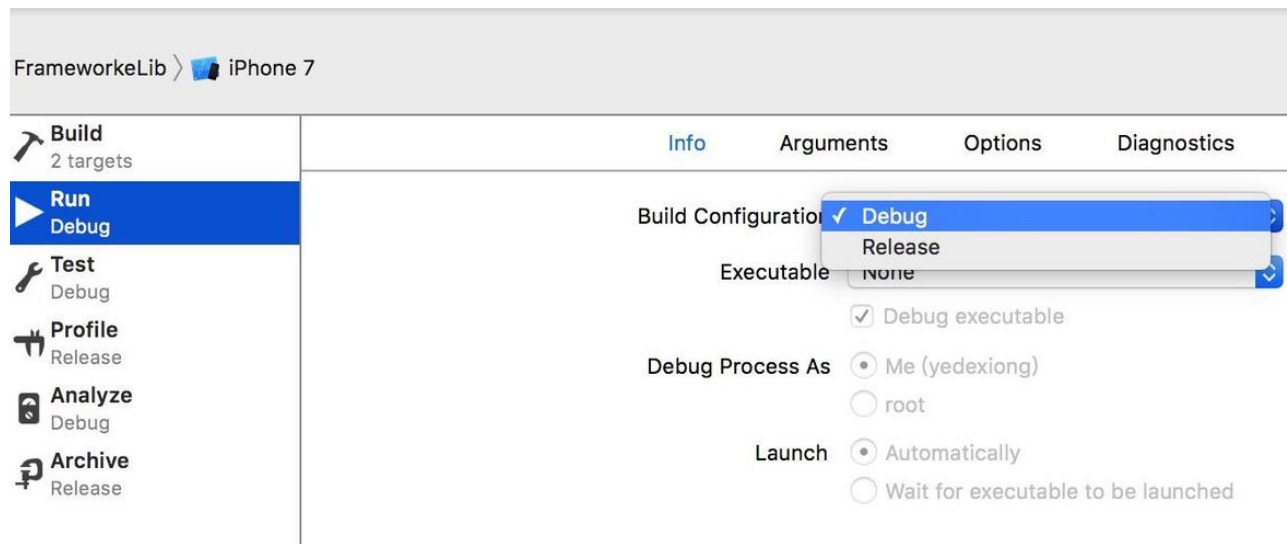 FrameworkeLib 〉 iPhone 7
Build
2 targets
Run
Debug
Test
Debug
Profile
Release
Analyze
Debug
Archive
Release
Info Arguments Options Diagnostics
Build Configuration ✓ Debug
Release
Executable None
Debug executable
Debug Process As Me (yedexiong)
root
Launch Automatically
Wait for executable to be launched